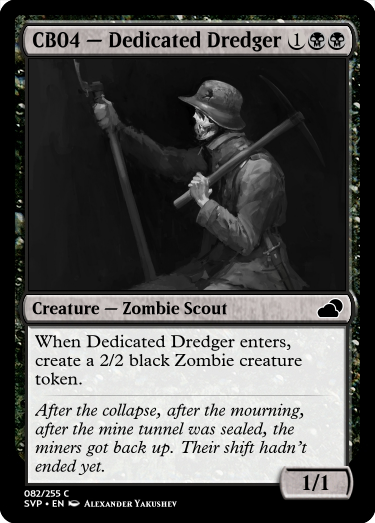 CB04 — Dedicated Dredger 1
Creature — Zombie Scout
When Dedicated Dredger enters,
create a 2/2 black Zombie creature
token.
After the collapse, after the mourning,
after the mine tunnel was sealed, the
miners got back up. Their shift hadn't
ended yet.
1/1
082/255 C
SVP • EN Alexander Yakushev